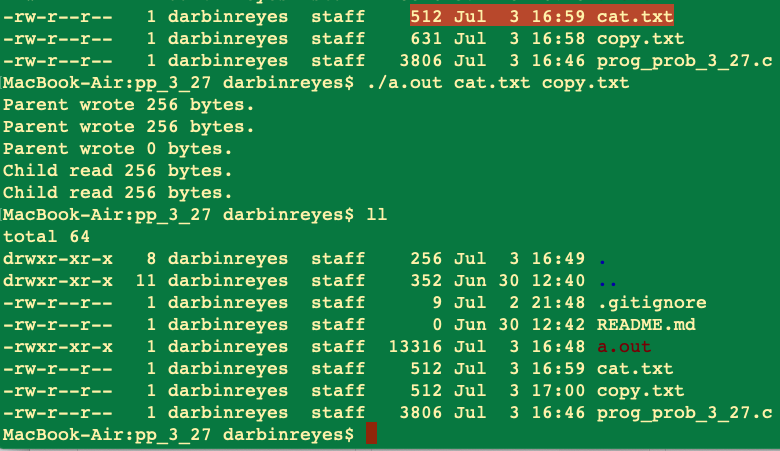 -rw-r--r-- 1 darbinreyes staff 512 Jul 3 16:59 cat.txt
-rw-r--r-- 1 darbinreyes staff 631 Jul 3 16:58 copy.txt
-rw-r--r-- 1 darbinreyes staff 3806 Jul 3 16:46 prog_prob_3_27.c
MacBook-Air:pp_3_27 darbinreyes$ ./a.out cat.txt copy.txt
Parent wrote 256 bytes.
Parent wrote 256 bytes.
Parent wrote 0 bytes.
Child read 256 bytes.
Child read 256 bytes.
MacBook-Air:pp_3_27 darbinreyes$ ll
total 64
drwxr-xr-x 8 darbinreyes staff 256 Jul 3 16:49 .
drwxr-xr-x 11 darbinreyes staff 352 Jun 30 12:40 ..
-rw-r--r-- 1 darbinreyes staff 9 Jul 2 21:48 .gitignore
-rw-r--r-- 1 darbinreyes staff 0 Jun 30 12:42 README.md
-rwxr-xr-x 1 darbinreyes staff 13316 Jul 3 16:48 a.out
-rw-r--r-- 1 darbinreyes staff 512 Jul 3 16:59 cat.txt
-rw-r--r-- 1 darbinreyes staff 512 Jul 3 17:00 copy.txt
-rw-r--r-- 1 darbinreyes staff 3806 Jul 3 16:46 prog_prob_3_27.c
MacBook-Air:pp_3_27 darbinreyes$